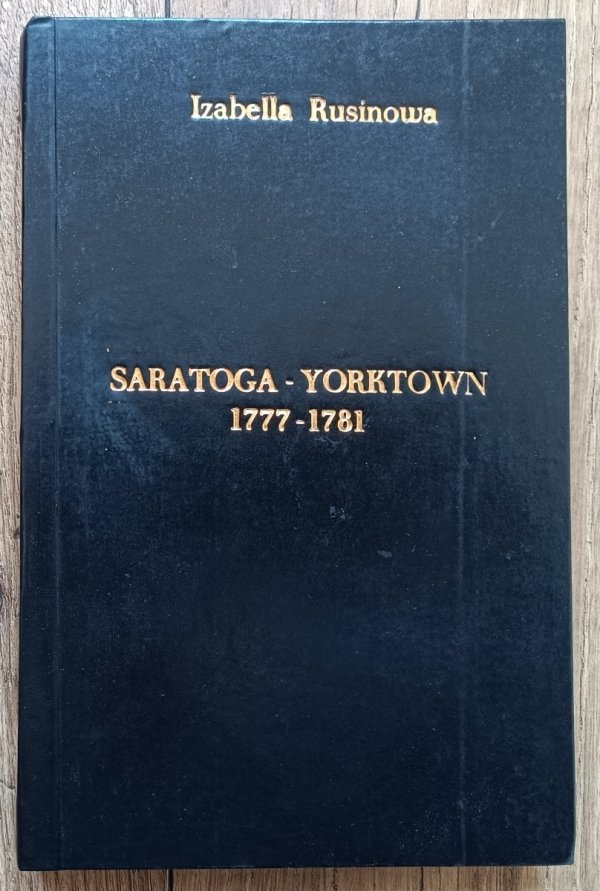 Izabella Rusinowa
SARATOGA - YORKTOWN
1777 - 1781